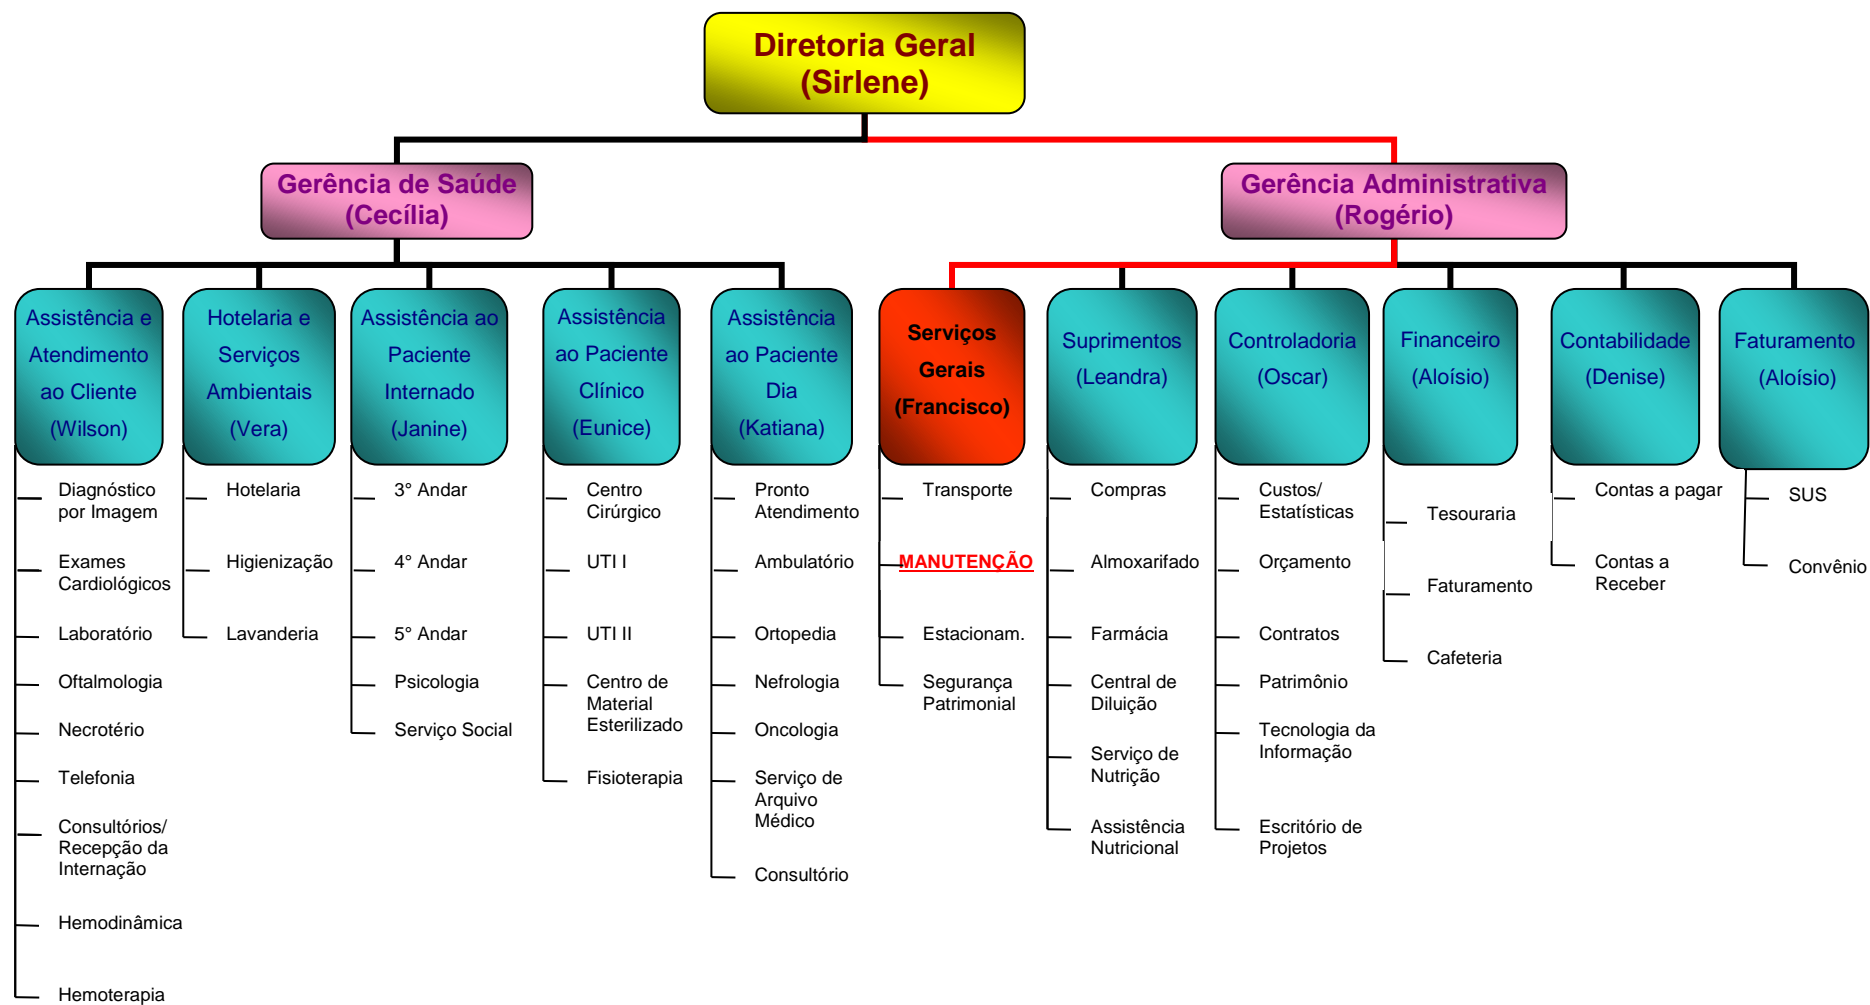 Diretoria Geral
(Sirlene)
Gerência de Saúde
(Cecília)
Gerência Administrativa
(Rogério)
Assistência e
Atendimento
ao Cliente
(Wilson)
Hotelaria e
Serviços
Ambientais
(Vera)
Assistência ao
Paciente
Internado
(Janine)
Assistência
ao Paciente
Clínico
(Eunice)
Assistência
ao Paciente
Dia
(Katiana)
Serviços
Gerais
(Francisco)
Suprimentos
(Leandra)
Controladoria
(Oscar)
Financeiro
(Aloísio)
Contabilidade
(Denise)
Faturamento
(Aloísio)
Diagnóstico
por Imagem
Exames
Cardiológicos
Laboratório
Oftalmologia
Necrotério
Telefonia
Consultórios/
Recepção da
Internação
Hemodinâmica
Hemoterapia
Hotelaria
Higienização
Lavanderia
3° Andar
4° Andar
5° Andar
Psicologia
Serviço Social
Centro
Cirúrgico
UTI I
UTI II
Centro de
Material
Esterilizado
Fisioterapia
Pronto
Atendimento
Ambulatório
Ortopedia
Nefrologia
Oncologia
Serviço de
Arquivo
Médico
Consultório
Transporte
MANUTENÇÃO
Estacionam.
Segurança
Patrimonial
Compras
Almoxarifado
Farmácia
Central de
Diluição
Serviço de
Nutrição
Assistência
Nutricional
Custos/
Estatísticas
Orçamento
Contratos
Patrimônio
Tecnologia da
Informação
Escritório de
Projetos
Tesouraria
Faturamento
Cafeteria
Contas a pagar
Contas a
Receber
SUS
Convênio